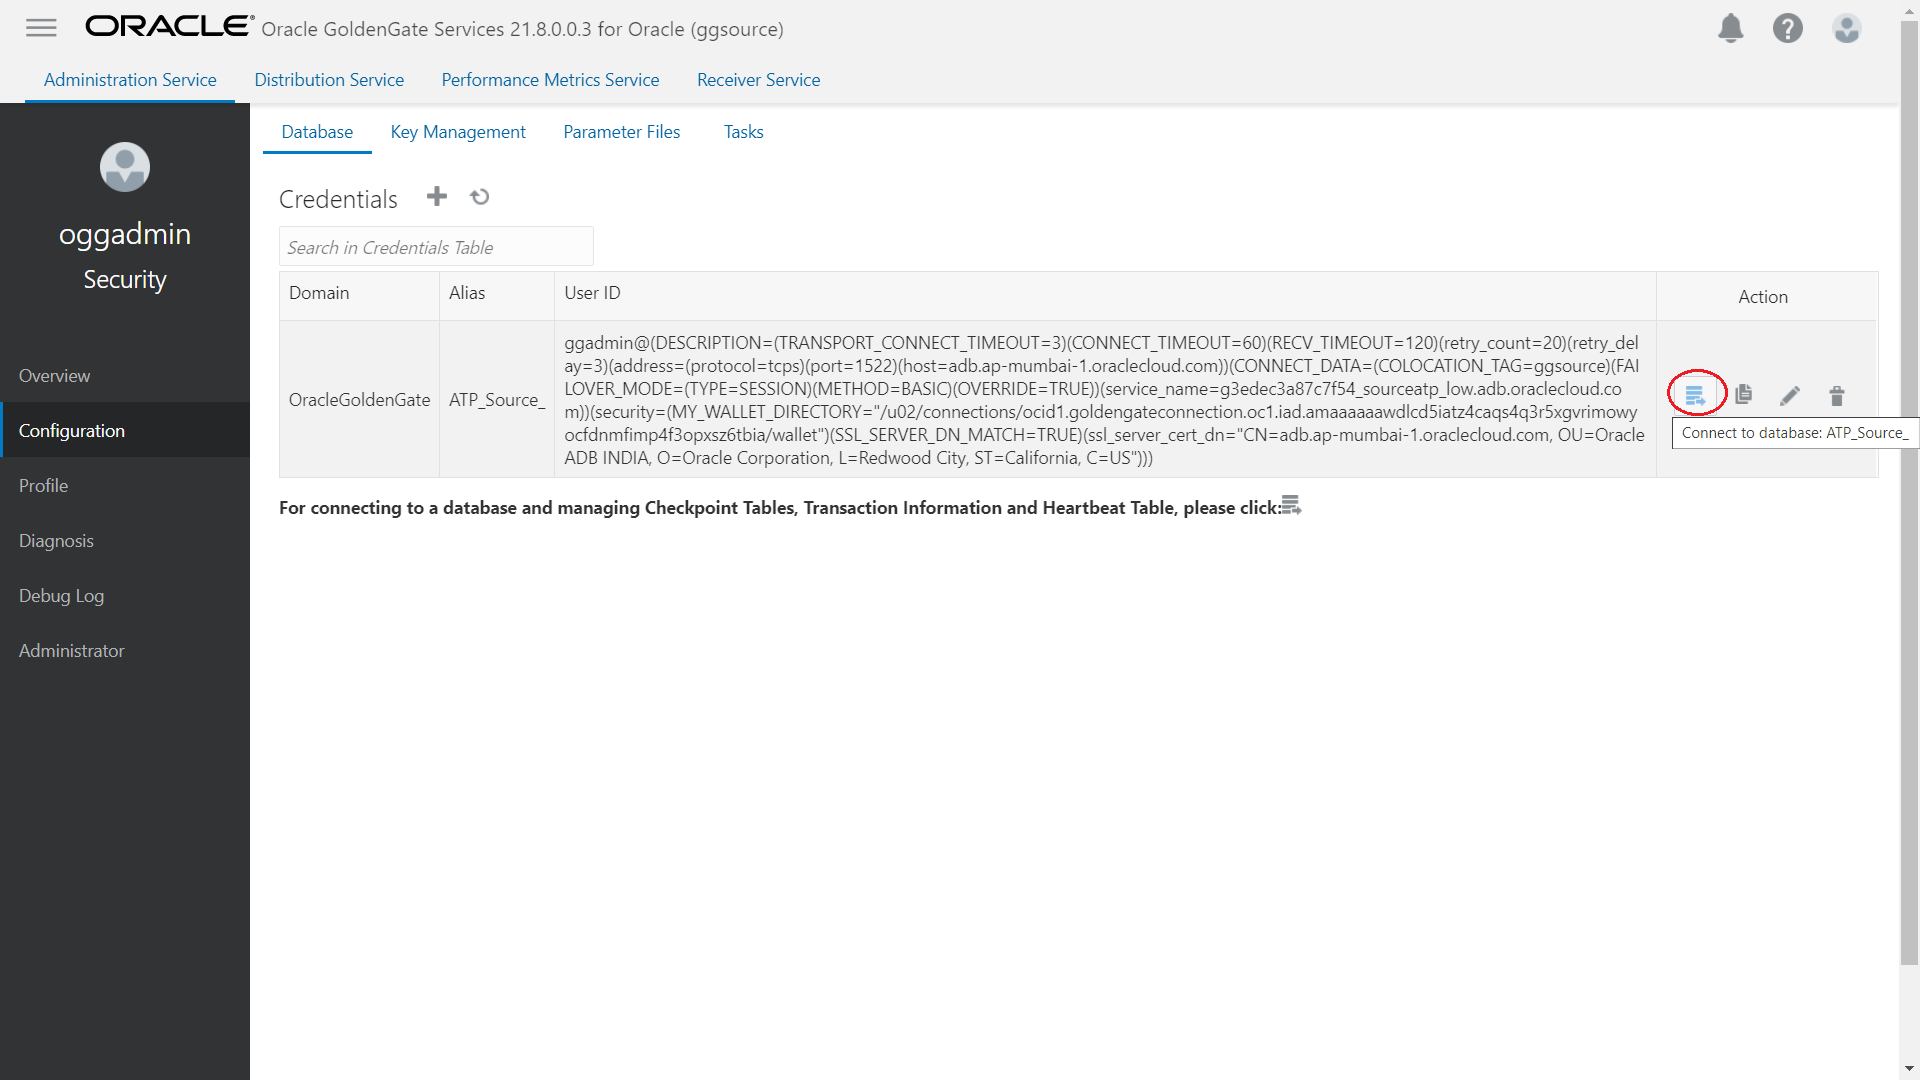 ORACLE® Oracle GoldenGate Services 21.8.0.0.3 for Oracle (ggsource)
Administration Service Distribution Service Performance Metrics Service Receiver Service
oggadmin
Security
Overview
Configuration
Profile
Diagnosis
Debug Log
Administrator
Database Key Management Parameter Files Tasks
Credentials
Search in Credentials Table
Domain Alias User ID Action
OracleGoldenGate ATP_Source_
ggadmin@(DESCRIPTION=(TRANSPORT_CONNECT_TIMEOUT=3)(CONNECT_TIMEOUT=60)(RECV_TIMEOUT=120)(retry_count=20)(retry_del
ay=3)(address=(protocol=tcps)(port=1522)(host=adb.ap-mumbai-1.oraclecloud.com))(CONNECT_DATA=(COLOCATION_TAG=ggsource)(FAI
LOVER_MODE=(TYPE=SESSION)(METHOD=BASIC)(OVERRIDE=TRUE))(service_name=g3edec3a87c7f54_sourceatp_low.adb.oraclecloud.co
m))(security=(MY_WALLET_DIRECTORY="/u02/connections/ocid1.goldengateconnection.oc1.iad.amaaaaaawdlcd5iatz4caqs4q3r5xgvrimowy
ocfdnmfimp4f3opxsz6tbia/wallet")(SSL_SERVER_DN_MATCH=TRUE)(ssl_server_cert_dn="CN=adb.ap-mumbai-1.oraclecloud.com, OU=Oracle
ADB INDIA, O=Oracle Corporation, L=Redwood City, ST=California, C=US")))
Connect to database: ATP_Source_
For connecting to a database and managing Checkpoint Tables, Transaction Information and Heartbeat Table, please click: